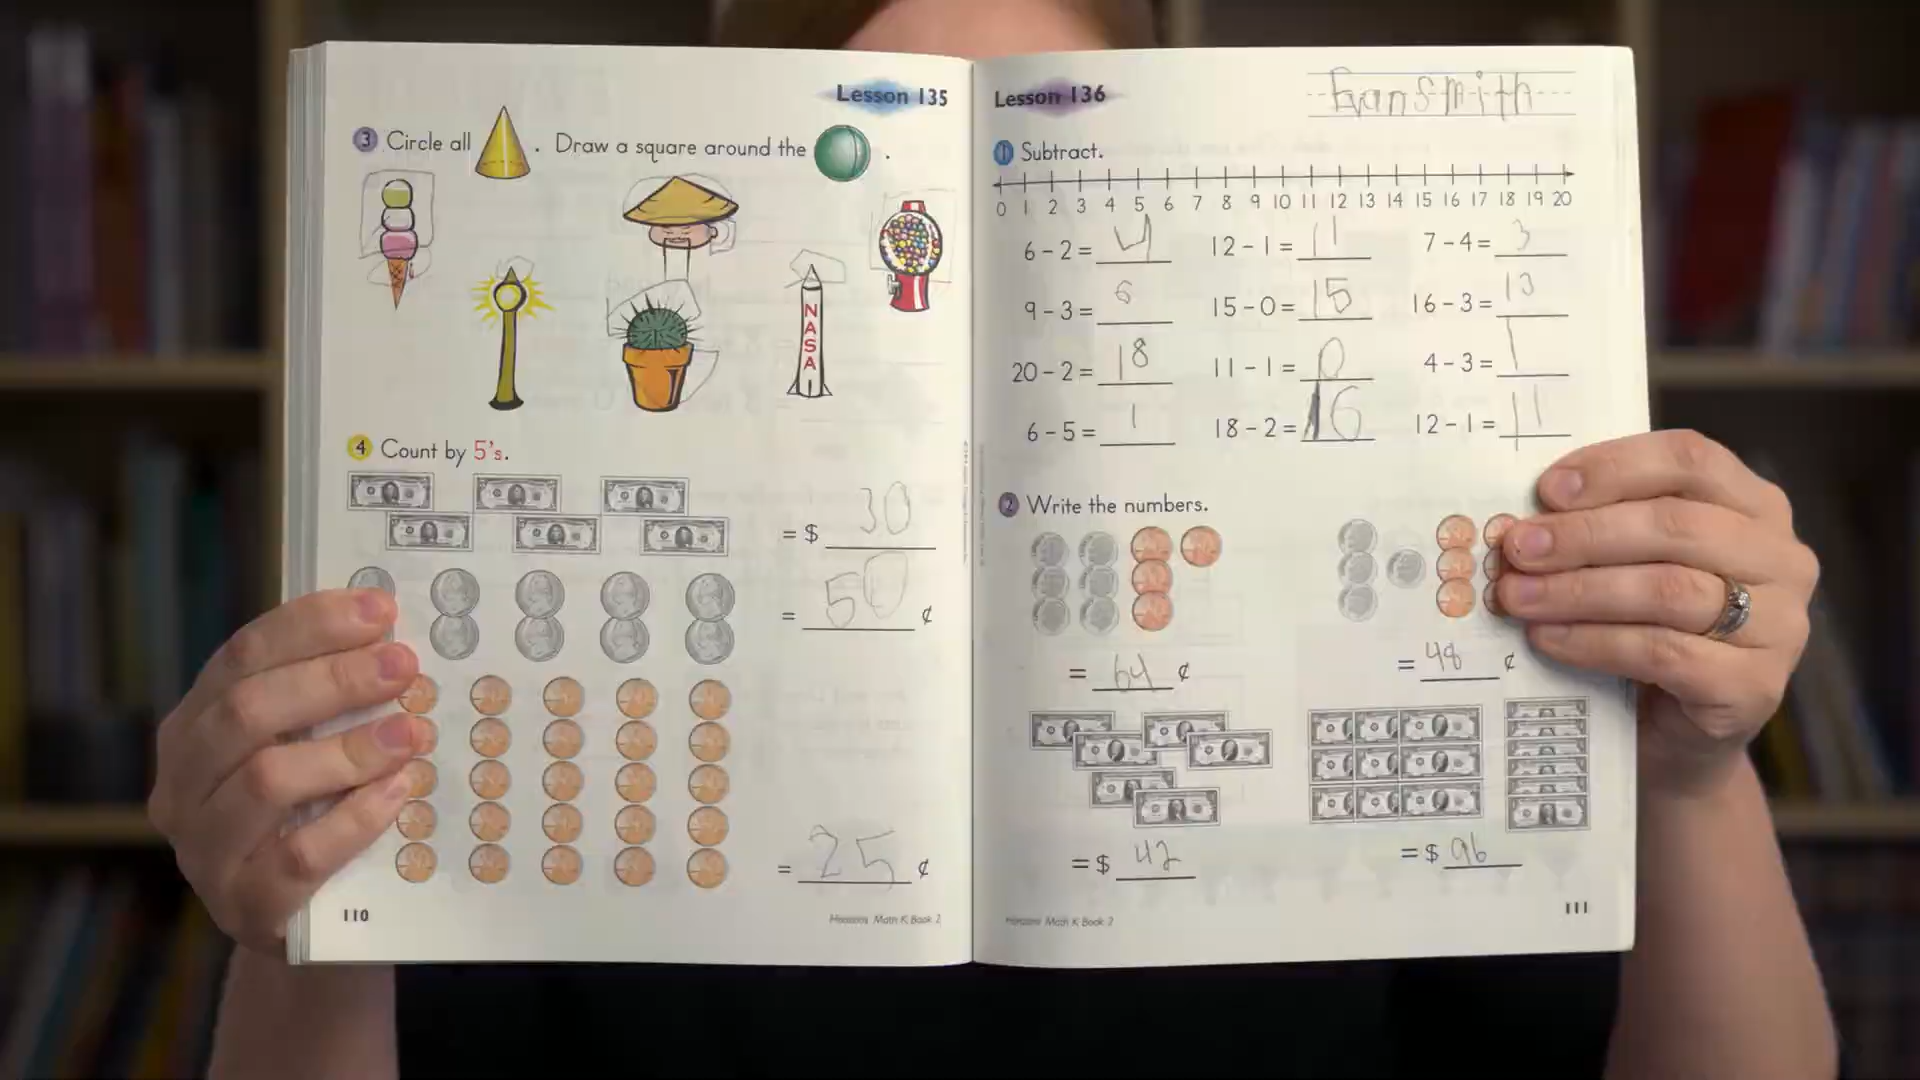 Lesson 135
3 Circle all . Draw a square around the .
NASA
4 Count by 5's.
= $ 30
= 50 ¢
= 25 ¢
110
Horizons Math K Book 2
Lesson 136
Evan Smith
1 Subtract.
0 1 2 3 4 5 6 7 8 9 10 11 12 13 14 15 16 17 18 19 20
6 - 2 = 4 12 - 1 = 11 7 - 4 = 3
9 - 3 = 6 15 - 0 = 15 16 - 3 = 13
20 - 2 = 18 11 - 1 = 0 4 - 3 = 1
6 - 5 = 1 18 - 2 = 16 12 - 1 = 11
2 Write the numbers.
= 64 ¢ = 48 ¢
= $ 42 = $ 96
Horizons Math K Book 2
111